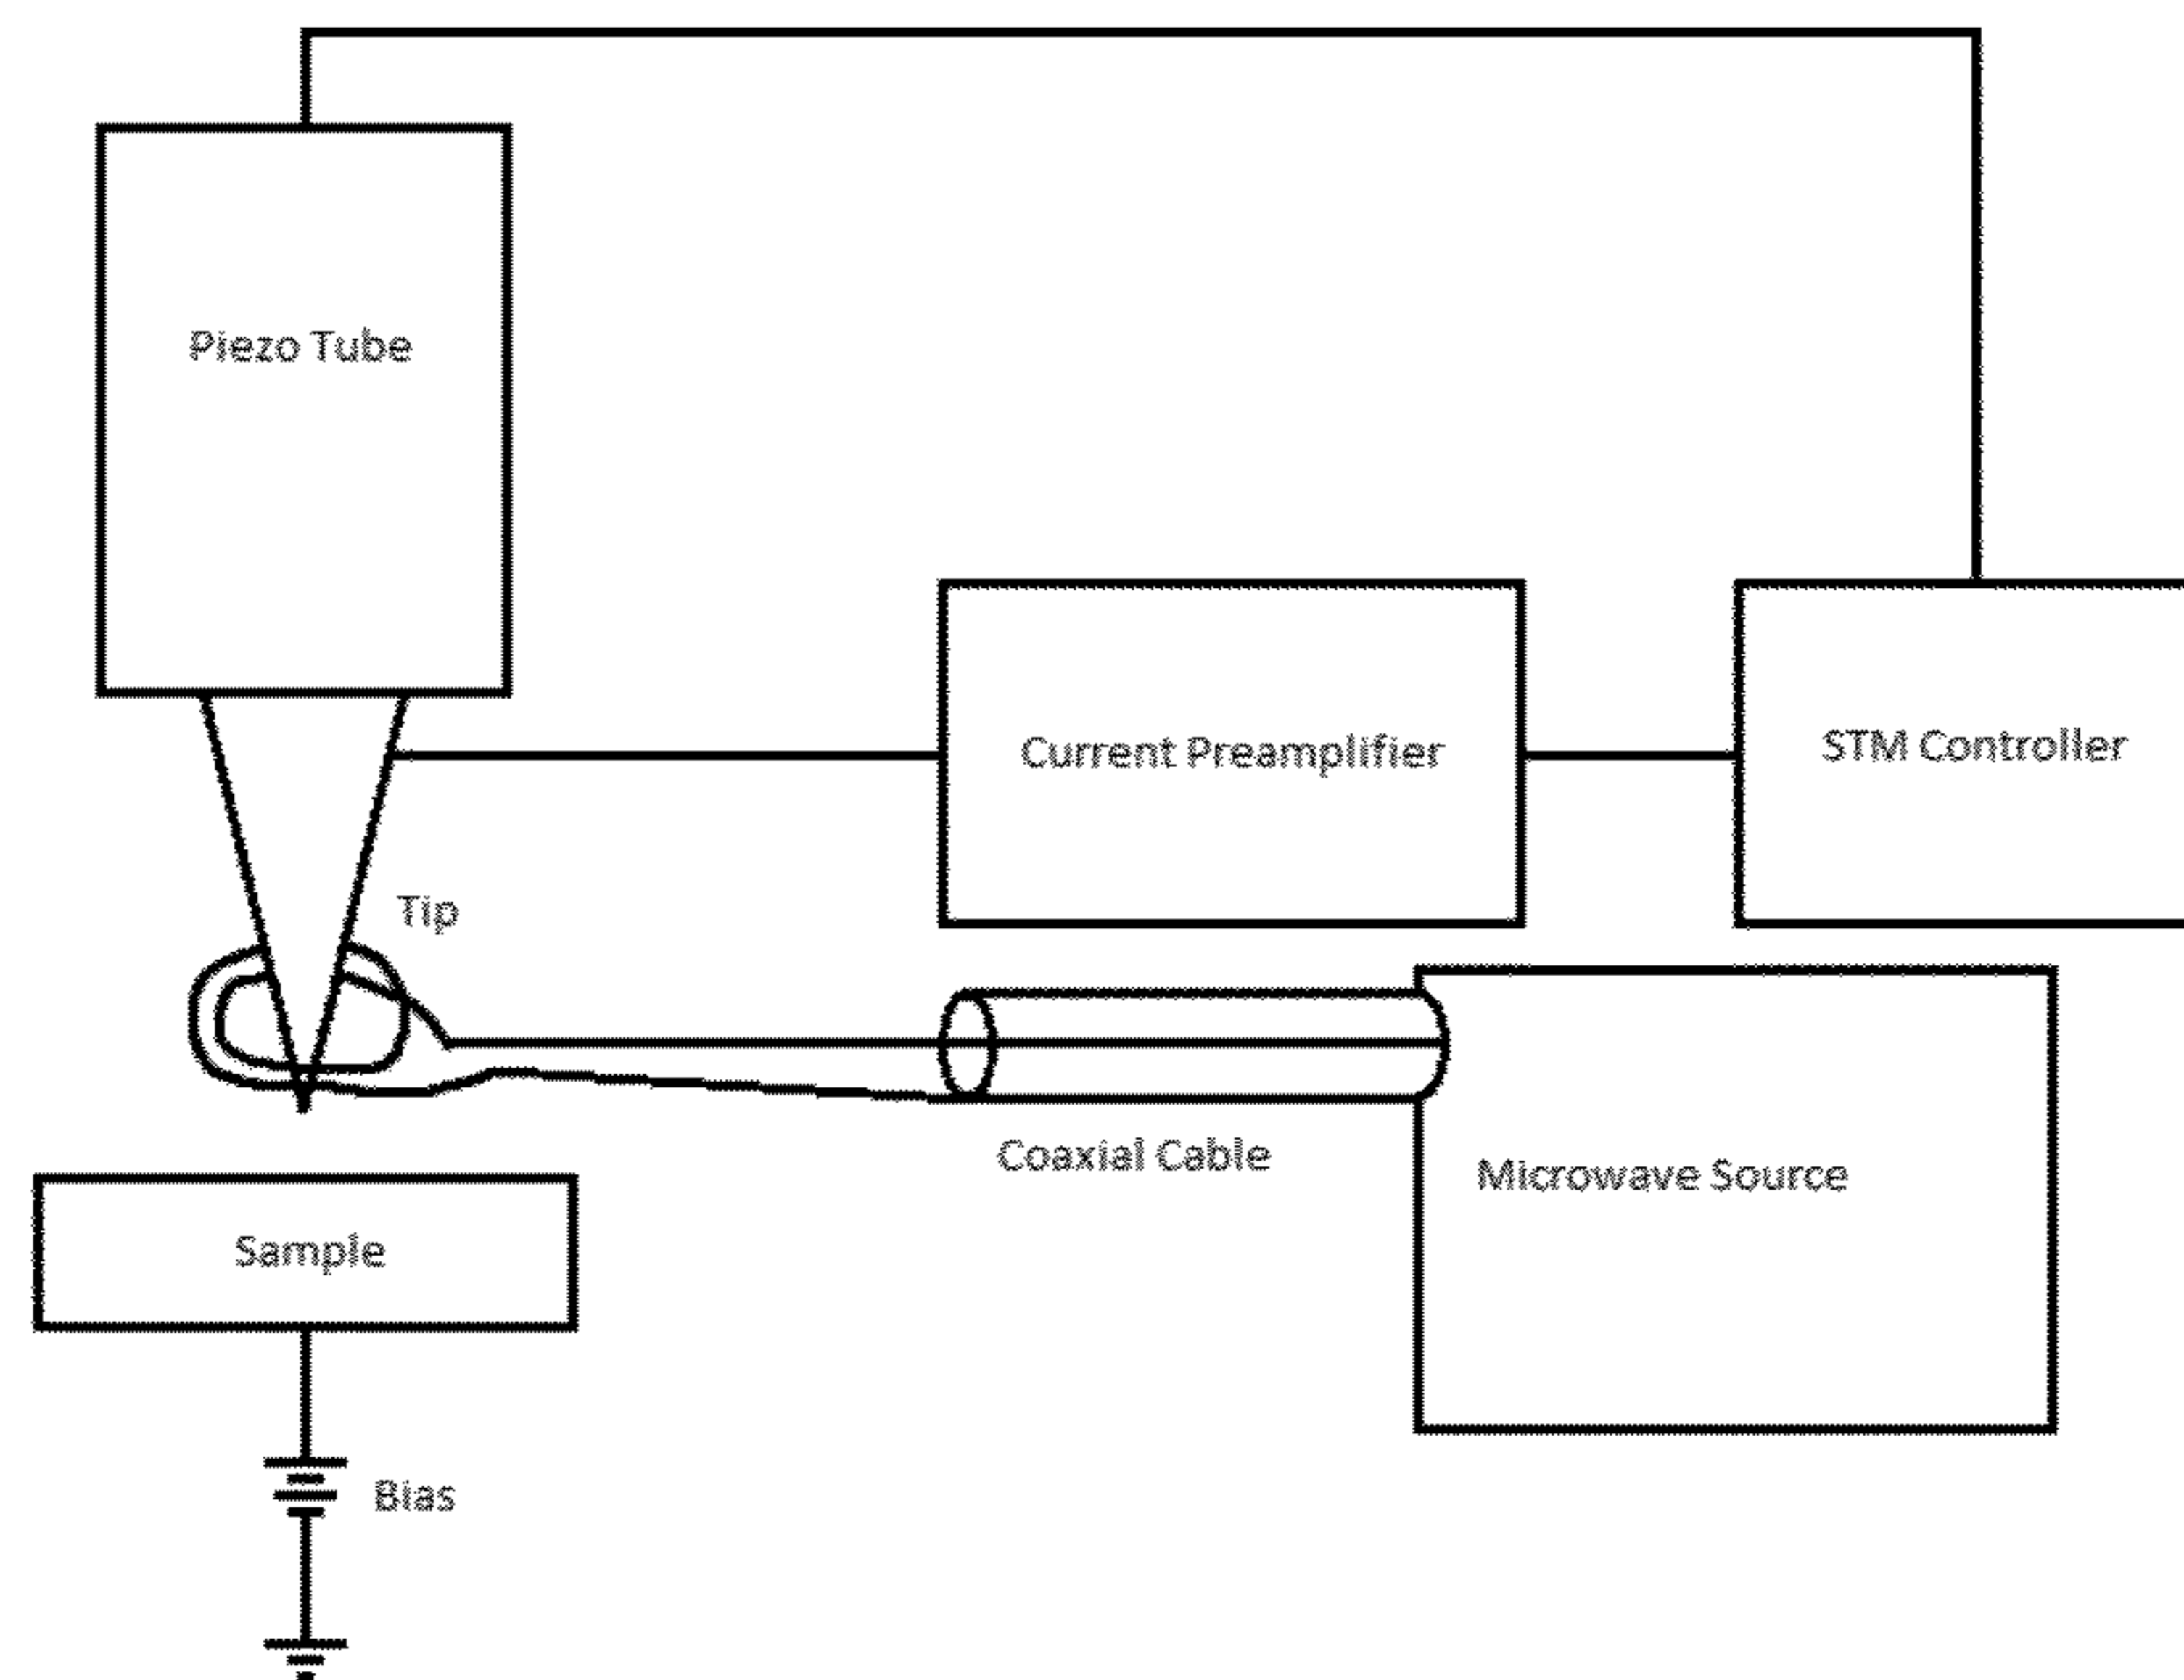 Piezo Tube
Current Preamplifier
STM Controller
Tip
Coaxial Cable
Microwave Source
Sample
Bias